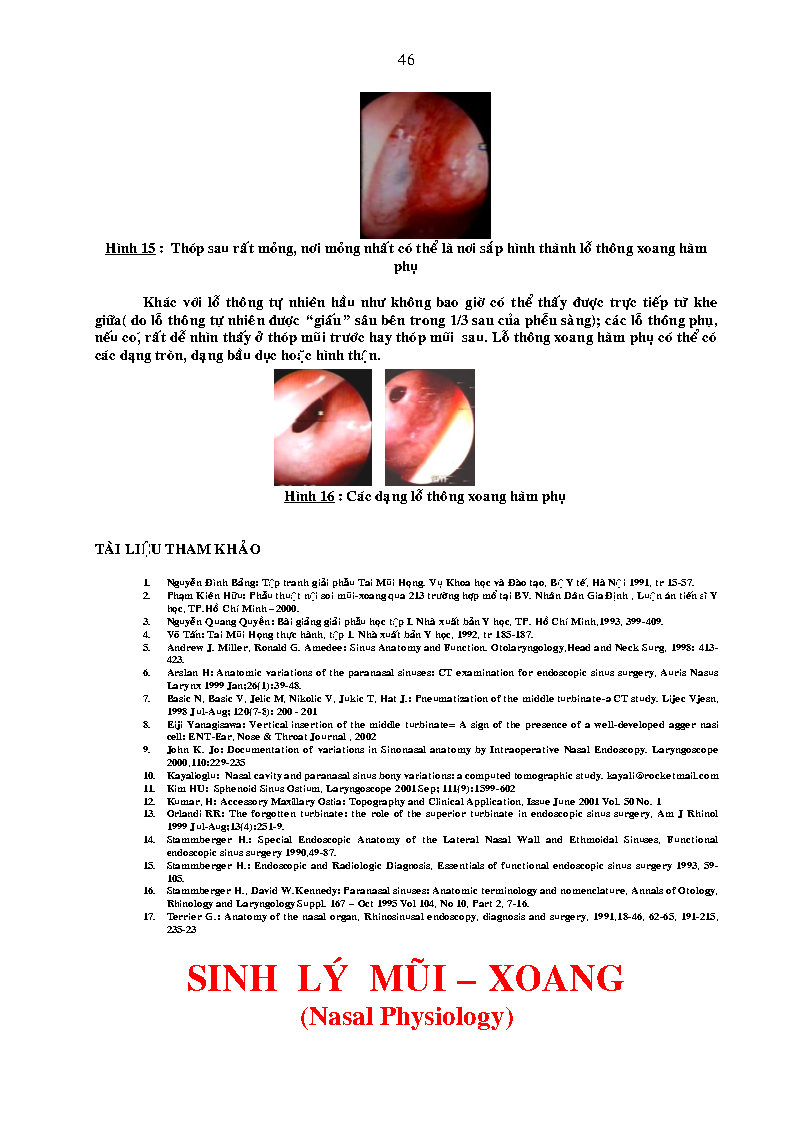 46
Hình 15 : Thóp sau rất mỏng, nơi mỏng nhất có thể là nơi sắp hình thành lỗ thông xoang hàm
phụ
Khác với lỗ thông tự nhiên hầu như không bao giờ có thể thấy được trực tiếp từ khe
giữa( do lỗ thông tự nhiên được “giấu” sâu bên trong 1/3 sau của phễu sàng); các lỗ thông phụ,
nếu có, rất dễ nhìn thấy ở thóp mũi trước hay thóp mũi sau. Lỗ thông xoang hàm phụ có thể có
các dạng tròn, dạng bầu dục hoặc hình thận.
Hình 16 : Các dạng lỗ thông xoang hàm phụ
TÀI LIỆU THAM KHẢO
1. Nguyễn Đình Bảng: Tập tranh giải phẫu Tai Mũi Họng. Vụ Khoa học và Đào tạo, Bộ Y tế, Hà Nội 1991, tr 15-57.
2. Phạm Kiên Hữu: Phẫu thuật nội soi mũi-xoang qua 213 trường hợp mổ tại BV. Nhân Dân Gia Định , Luận án tiến sĩ Y
học, TP.Hồ Chí Minh – 2000.
3. Nguyễn Quang Quyền: Bài giảng giải phẫu học tập I. Nhà xuất bản Y học, TP. Hồ Chí Minh,1993, 399-409.
4. Võ Tấn: Tai Mũi Họng thực hành, tập I. Nhà xuất bản Y học, 1992, tr 185-187.
5. Andrew J. Miller, Ronald G. Amedee: Sinus Anatomy and Function. Otolaryngology,Head and Neck Surg, 1998: 413-
423.
6. Arslan H: Anatomic variations of the paranasal sinuses: CT examination for endoscopic sinus surgery, Auris Nasus
Larynx 1999 Jan;26(1):39-48.
7. Basic N, Basic V, Jelic M, Nikolic V, Jukic T, Hat J.: Pneumatization of the middle turbinate-a CT study. Lijec Vjesn,
1998 Jul-Aug; 120(7-8): 200 - 201
8. Eiji Yanagisawa: Vertical insertion of the middle turbinate= A sign of the presence of a well-developed agger nasi
cell: ENT-Ear, Nose & Throat Journal , 2002
9. John K. Jo: Documentation of variations in Sinonasal anatomy by Intraoperative Nasal Endoscopy. Laryngoscope
2000,110:229-235
10. Kayalioglu: Nasal cavity and paranasal sinus bony variations: a computed tomographic study. kayali@rocketmail.com
11. Kim HU: Sphenoid Sinus Ostium, Laryngoscope 2001 Sep; 111(9):1599-602
12. Kumar, H: Accessory Maxillary Ostia: Topography and Clinical Application, Issue June 2001 Vol. 50 No. 1
13. Orlandi RR: The forgotten turbinate: the role of the superior turbinate in endoscopic sinus surgery, Am J Rhinol
1999 Jul-Aug;13(4):251-9.
14. Stammberger H.: Special Endoscopic Anatomy of the Lateral Nasal Wall and Ethmoidal Sinuses, Functional
endoscopic sinus surgery 1990,49-87.
15. Stammberger H.: Endoscopic and Radiologic Diagnosis, Essentials of functional endoscopic sinus surgery 1993, 59-
105.
16. Stammberger H., David W.Kennedy: Paranasal sinuses: Anatomic terminology and nomenclature, Annals of Otology,
Rhinology and Laryngology Suppl. 167 – Oct 1995 Vol 104, No 10, Part 2, 7-16.
17. Terrier G.: Anatomy of the nasal organ, Rhinosinusal endoscopy, diagnosis and surgery, 1991,18-46, 62-65, 191-215,
235-23
SINH LÝ MŨI – XOANG
(Nasal Physiology)